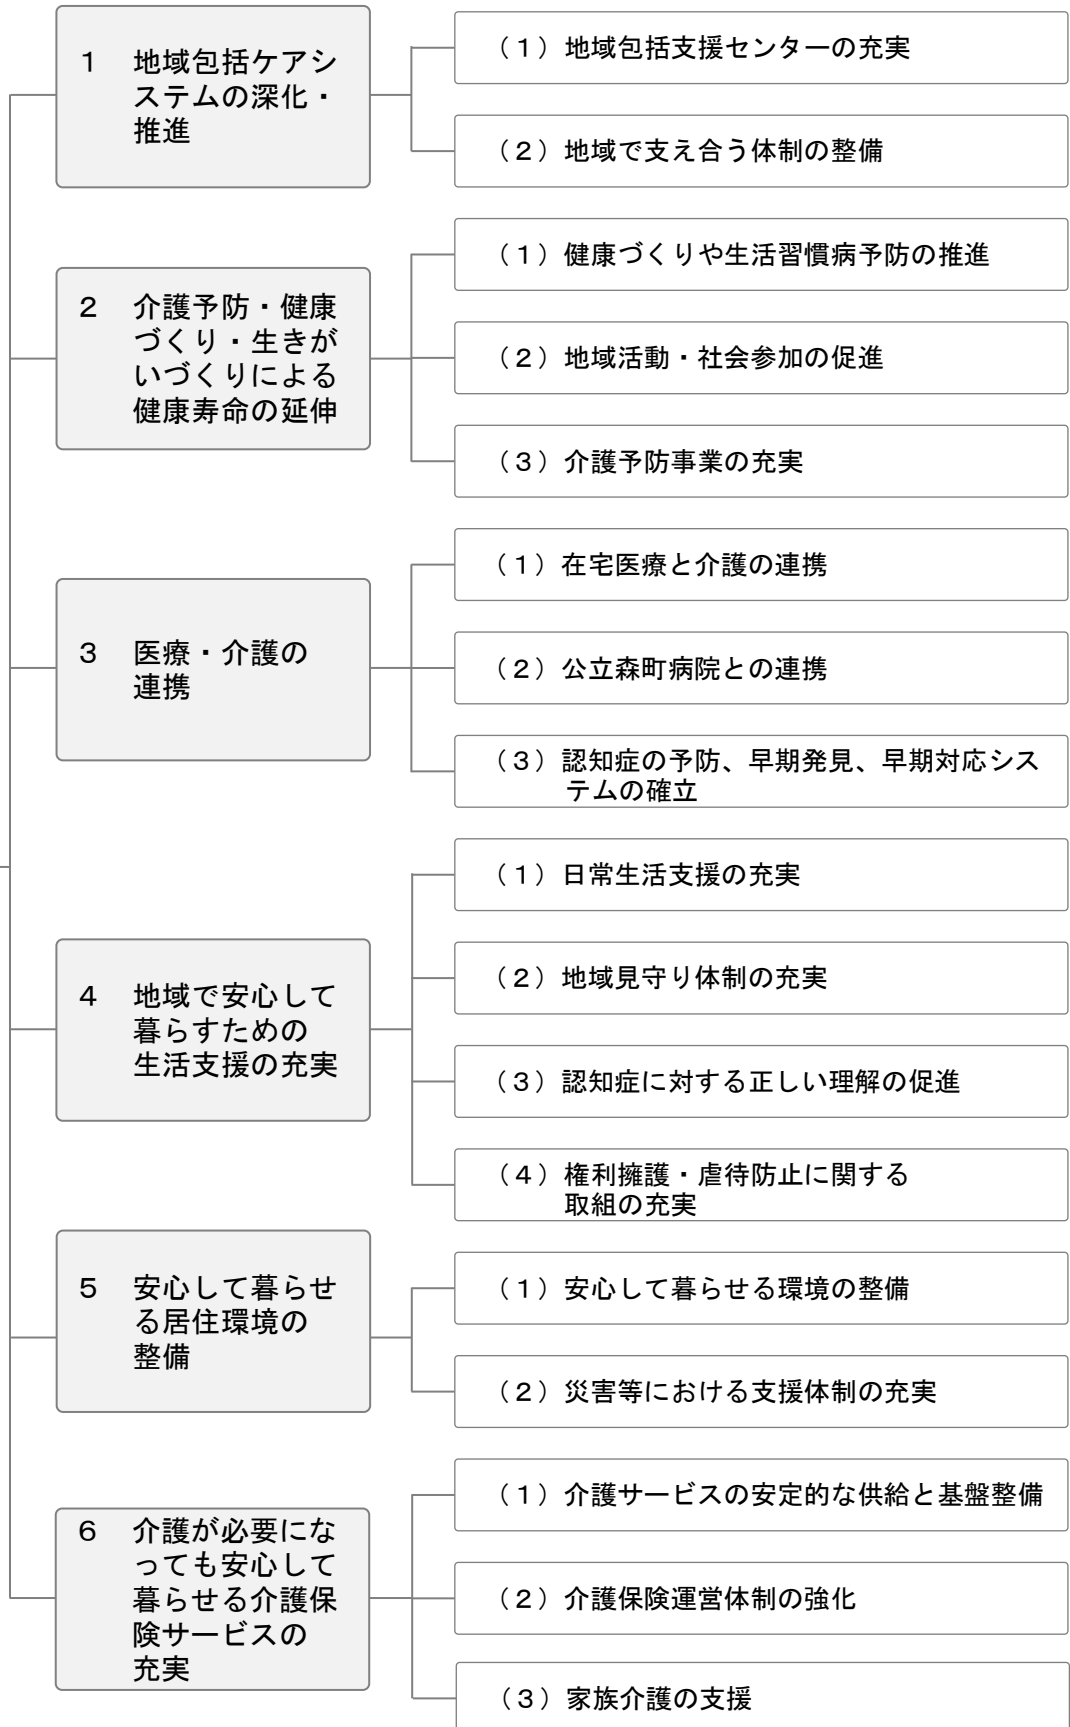 1 地域包括ケアシ
ステムの深化・
推進
（1）地域包括支援センターの充実
（2）地域で支え合う体制の整備
2 介護予防・健康
づくり・生きが
いづくりによる
健康寿命の延伸
（1）健康づくりや生活習慣病予防の推進
（2）地域活動・社会参加の促進
（3）介護予防事業の充実
3 医療・介護の
連携
（1）在宅医療と介護の連携
（2）公立森町病院との連携
（3）認知症の予防、早期発見、早期対応シス
テムの確立
4 地域で安心して
暮らすための
生活支援の充実
（1）日常生活支援の充実
（2）地域見守り体制の充実
（3）認知症に対する正しい理解の促進
（4）権利擁護・虐待防止に関する
取組の充実
5 安心して暮らせ
る居住環境の
整備
（1）安心して暮らせる環境の整備
（2）災害等における支援体制の充実
6 介護が必要にな
っても安心して
暮らせる介護保
険サービスの
充実
（1）介護サービスの安定的な供給と基盤整備
（2）介護保険運営体制の強化
（3）家族介護の支援